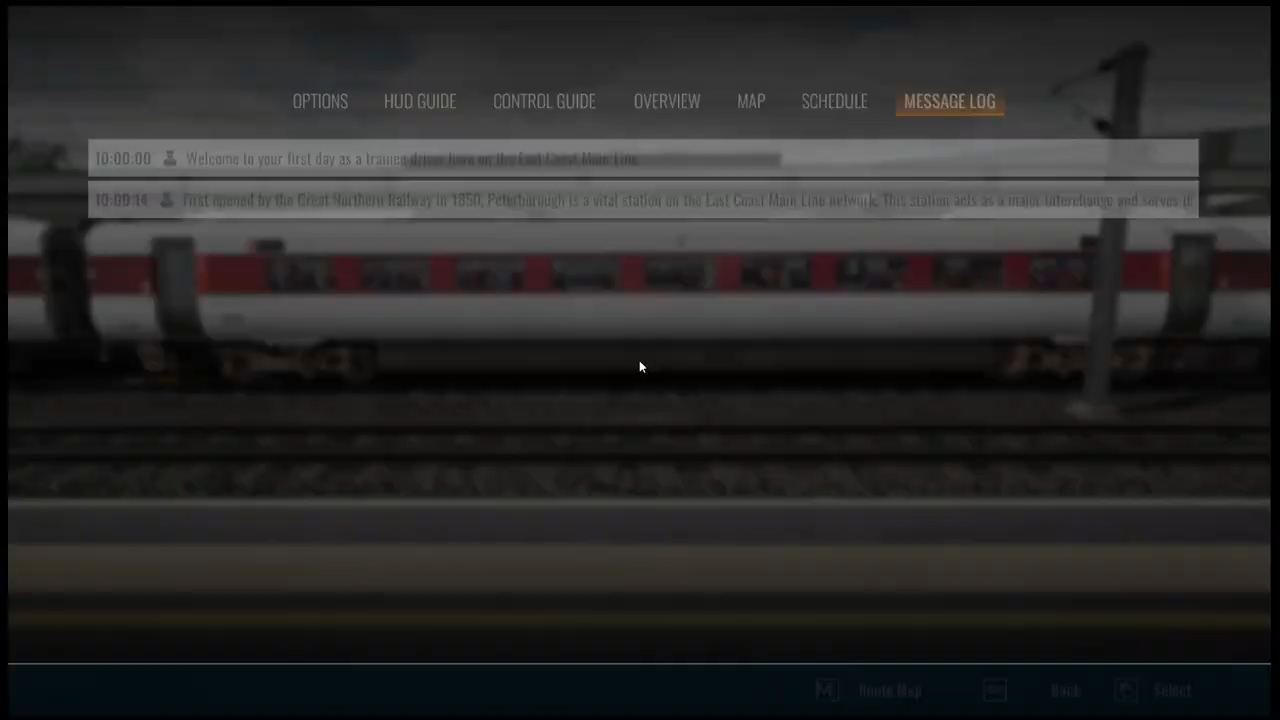 OPTIONS HUD GUIDE CONTROL GUIDE OVERVIEW MAP SCHEDULE MESSAGE LOG
10:00:00 Welcome to your first day as a trainee driver here on the East Coast Main Line
10:09:14 First opened by the Great Northern Railway in 1850, Peterborough is a vital station on the East Coast Main Line network. This station acts as a major interchange and serves
Route Map Back Select